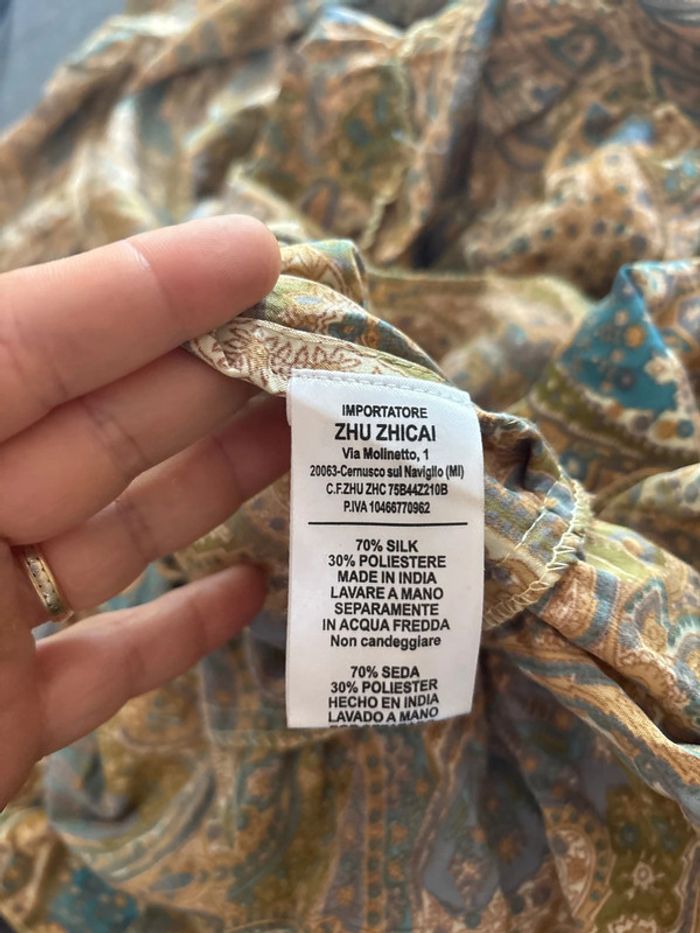 IMPORTATORE
ZHU ZHICAI
Via Molinetto, 1
20063-Cernusco sul Naviglio (MI)
C.F.ZHU ZHC 75B44Z210B
P.IVA 10466770962
70% SILK
30% POLIESTERE
MADE IN INDIA
LAVARE A MANO
SEPARAMENTE
IN ACQUA FREDDA
Non candeggiare
70% SEDA
30% POLIESTER
HECHO EN INDIA
LAVADO A MANO